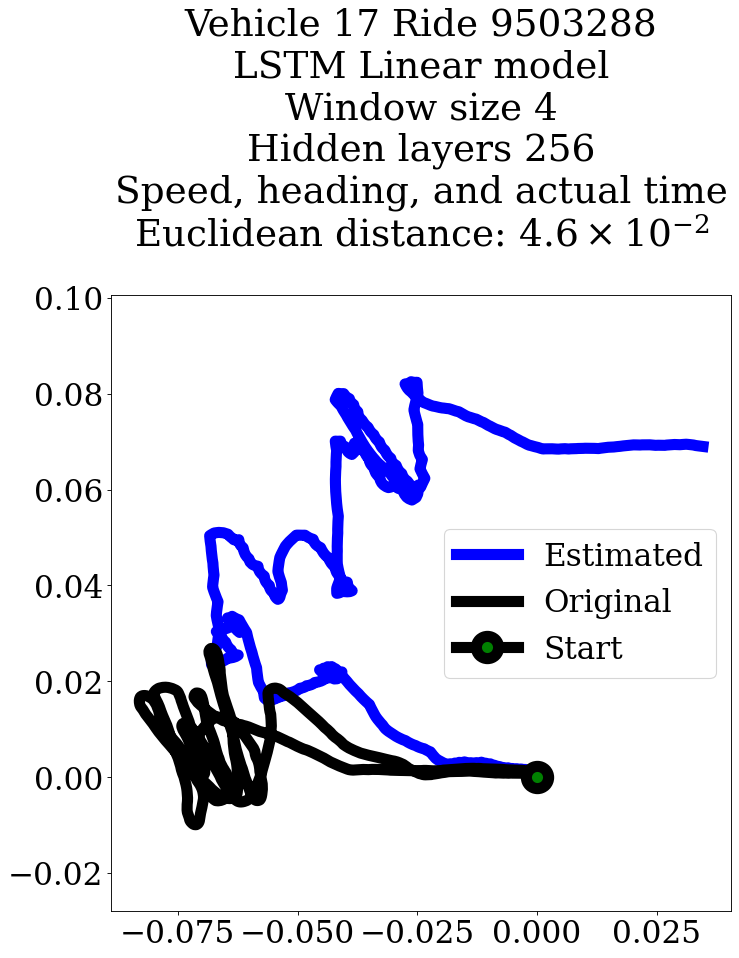 Vehicle 17 Ride 9503288
LSTM Linear model
Window size 4
Hidden layers 256
Speed, heading, and actual time
Euclidean distance: 4.6 × 10⁻²
0.10
0.08
0.06
0.04
0.02
0.00
−0.02
Estimated
Original
Start
−0.075 −0.050 −0.025 0.000 0.025